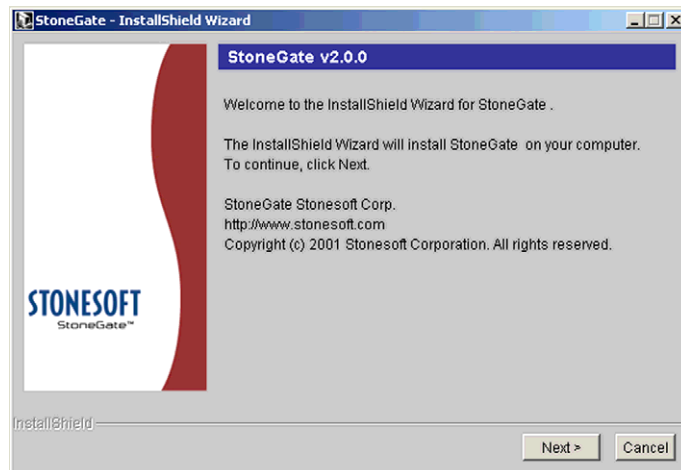 StoneGate - InstallShield Wizard
StoneGate v2.0.0
Welcome to the InstallShield Wizard for StoneGate .
The InstallShield Wizard will install StoneGate  on your computer.
To continue, click Next.
StoneGate Stonesoft Corp.
http://www.stonesoft.com
Copyright (c) 2001 Stonesoft Corporation. All rights reserved.
STONESOFT
StoneGate™
InstallShield
Next >
Cancel